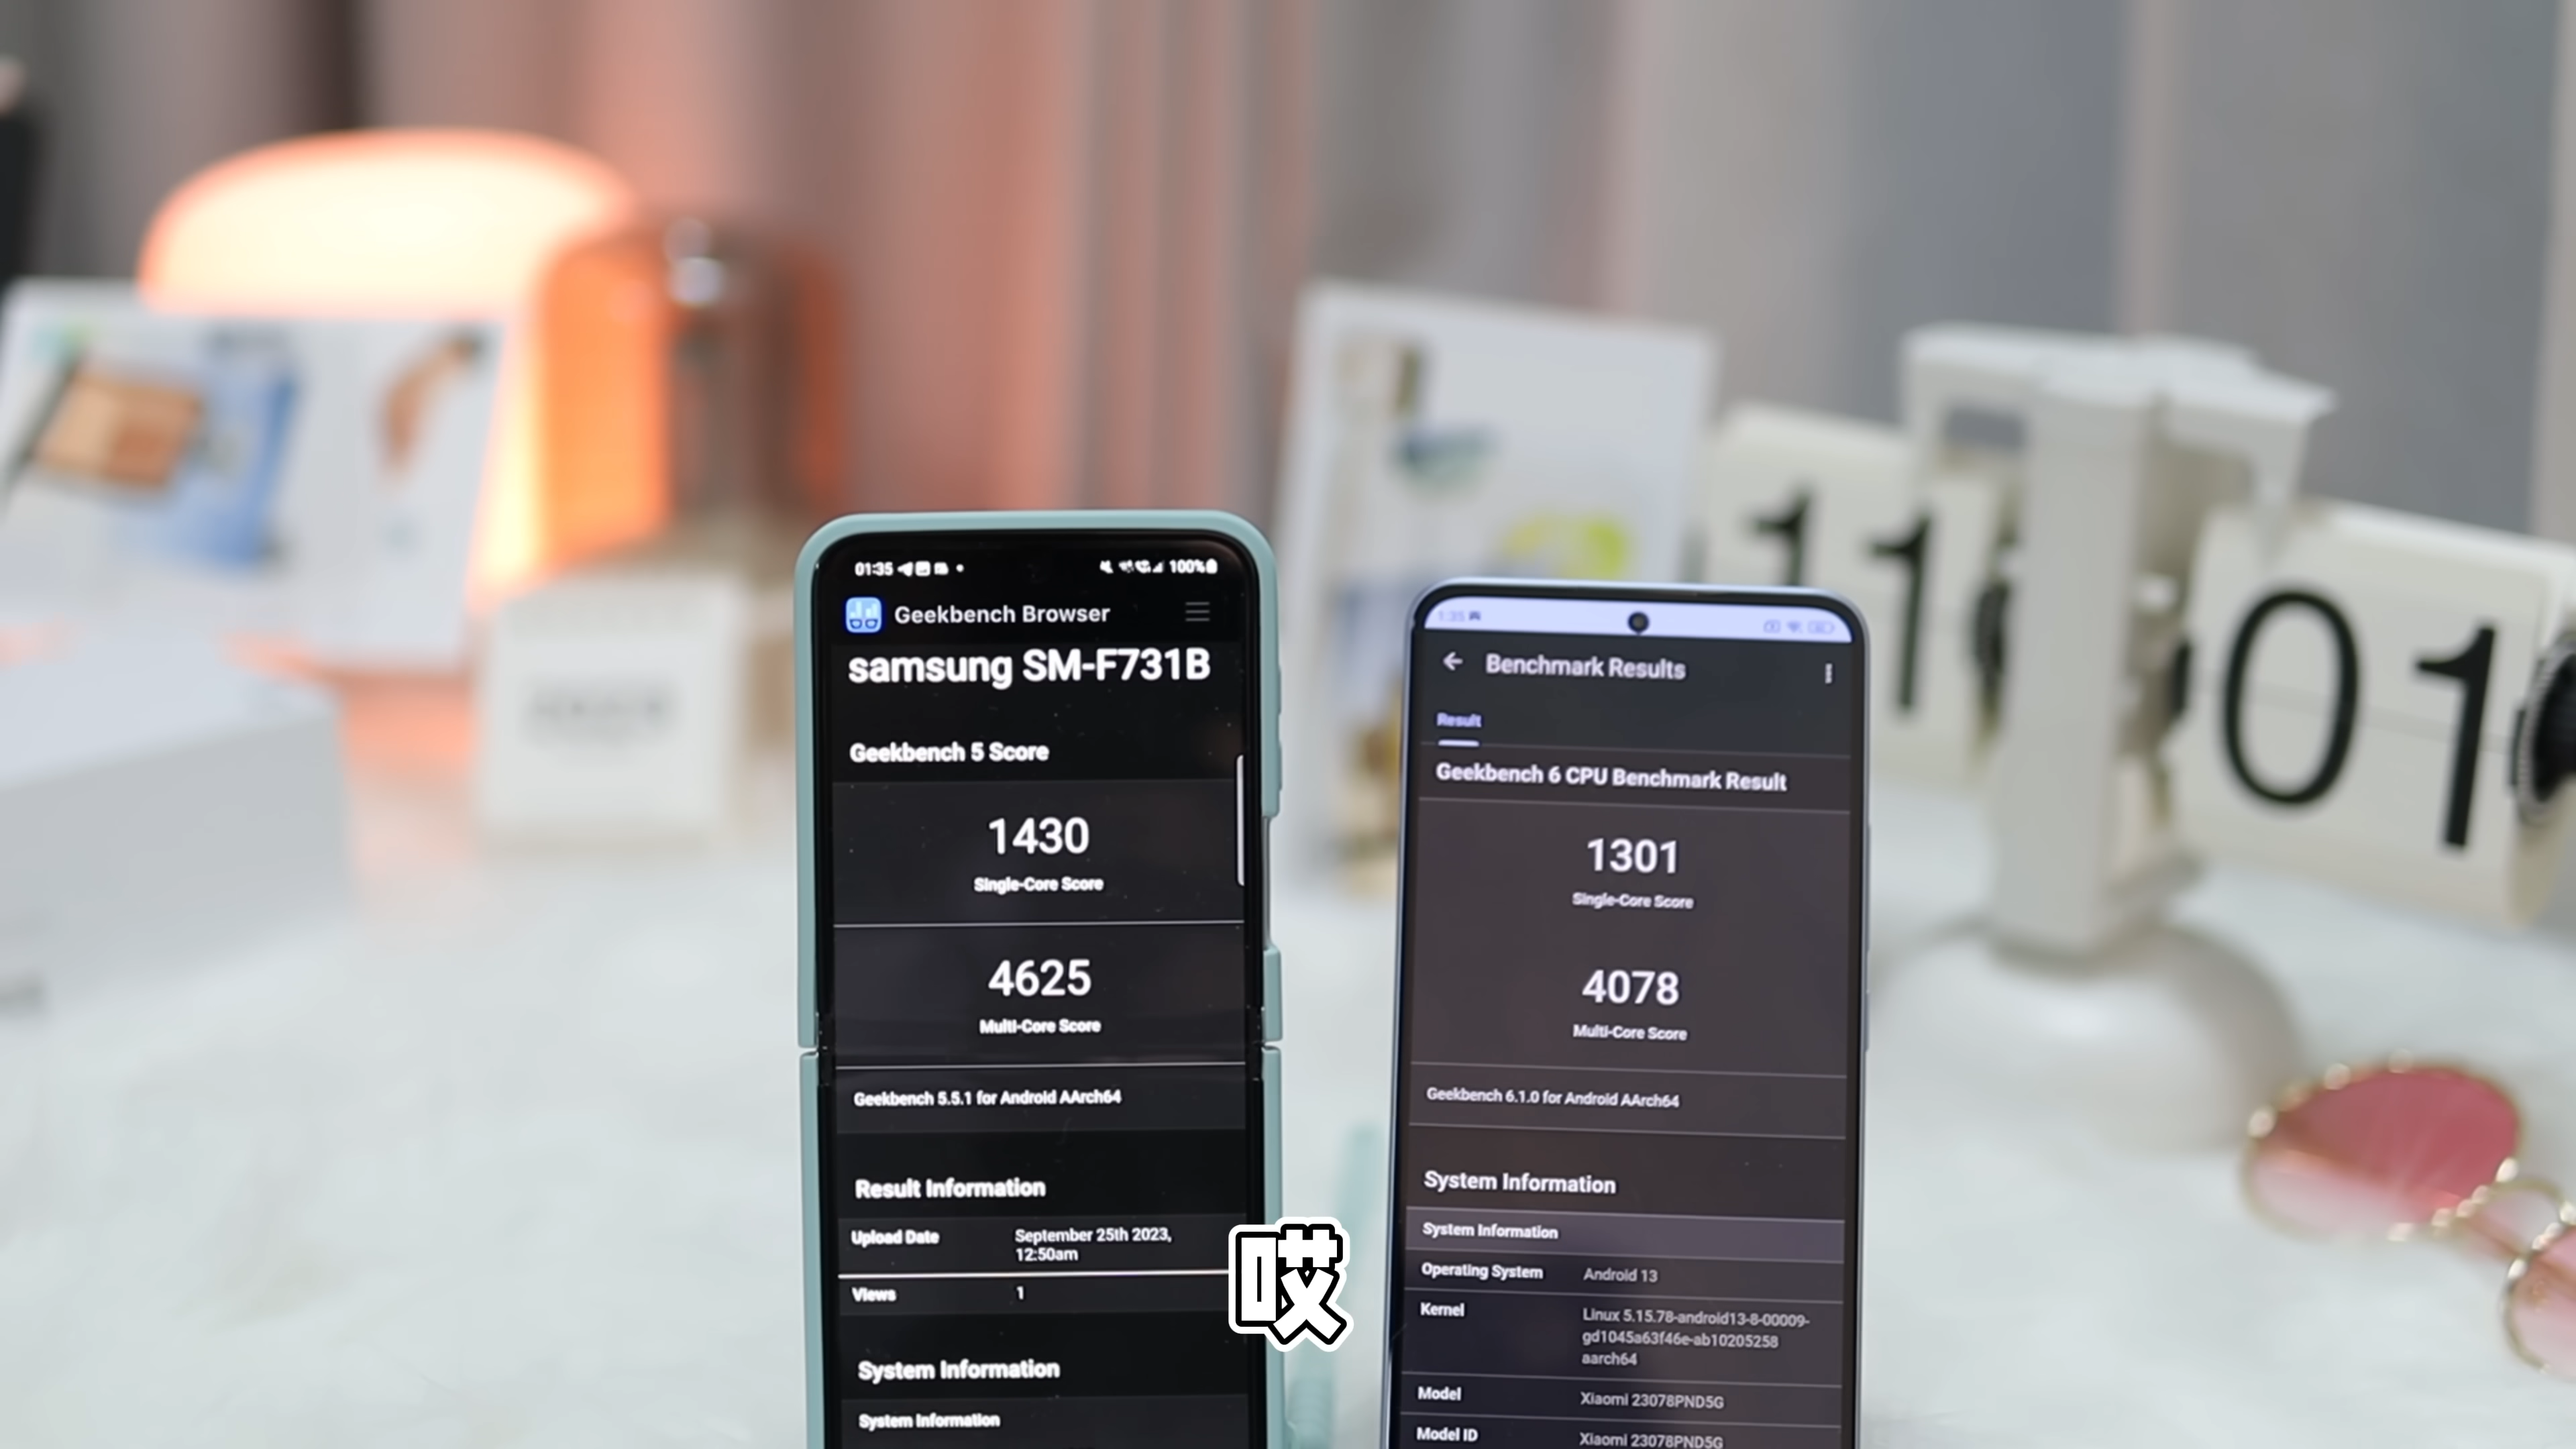 01:35
100%
Geekbench Browser
samsung SM-F731B
Geekbench 5 Score
1430
Single-Core Score
4625
Multi-Core Score
Geekbench 5.5.1 for Android AArch64
Result Information
Upload Date
September 25th 2023,
12:50am
Views
1
System Information
System Information
1:35
Benchmark Results
Result
Geekbench 6 CPU Benchmark Result
1301
Single-Core Score
4078
Multi-Core Score
Geekbench 6.1.0 for Android AArch64
System Information
System Information
Operating System
Android 13
Kernel
Linux 5.15.78-android13-8-00009-
gd1045a63f46e-ab10205258
aarch64
Model
Xiaomi 23078PND5G
Model ID
Xiaomi 23078PND5G
11
01
哎